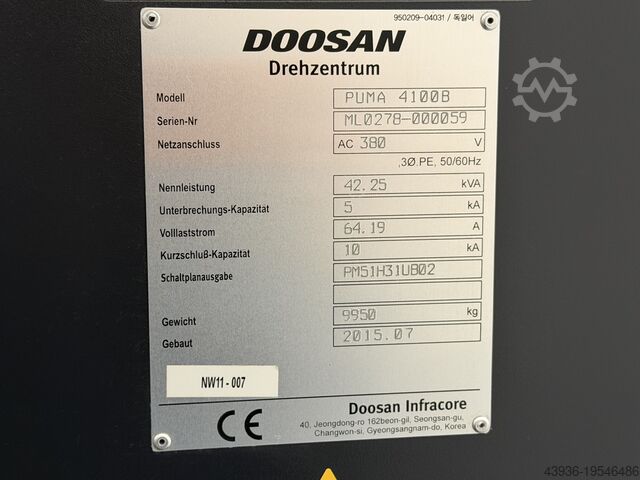 950209-04031 / 독일어
DOOSAN
Drehzentrum
Modell PUMA 4100B
Serien-Nr ML0278-000059
Netzanschluss AC 380 V
,3Ø.PE, 50/60Hz
Nennleistung 42.25 kVA
Unterbrechungs-Kapazitat 5 kA
Volllaststrom 64.19 A
Kurzschluß-Kapazität 10 kA
Schaltplanausgabe PM51H31UB02
Gewicht 9950 kg
Gebaut 2015.07
NW11-007
CE
Doosan Infracore
40, Jeongdong-ro 162beon-gil, Seongsan-gu,
Changwon-si, Gyeongsangnam-do, Korea
43936-19546486